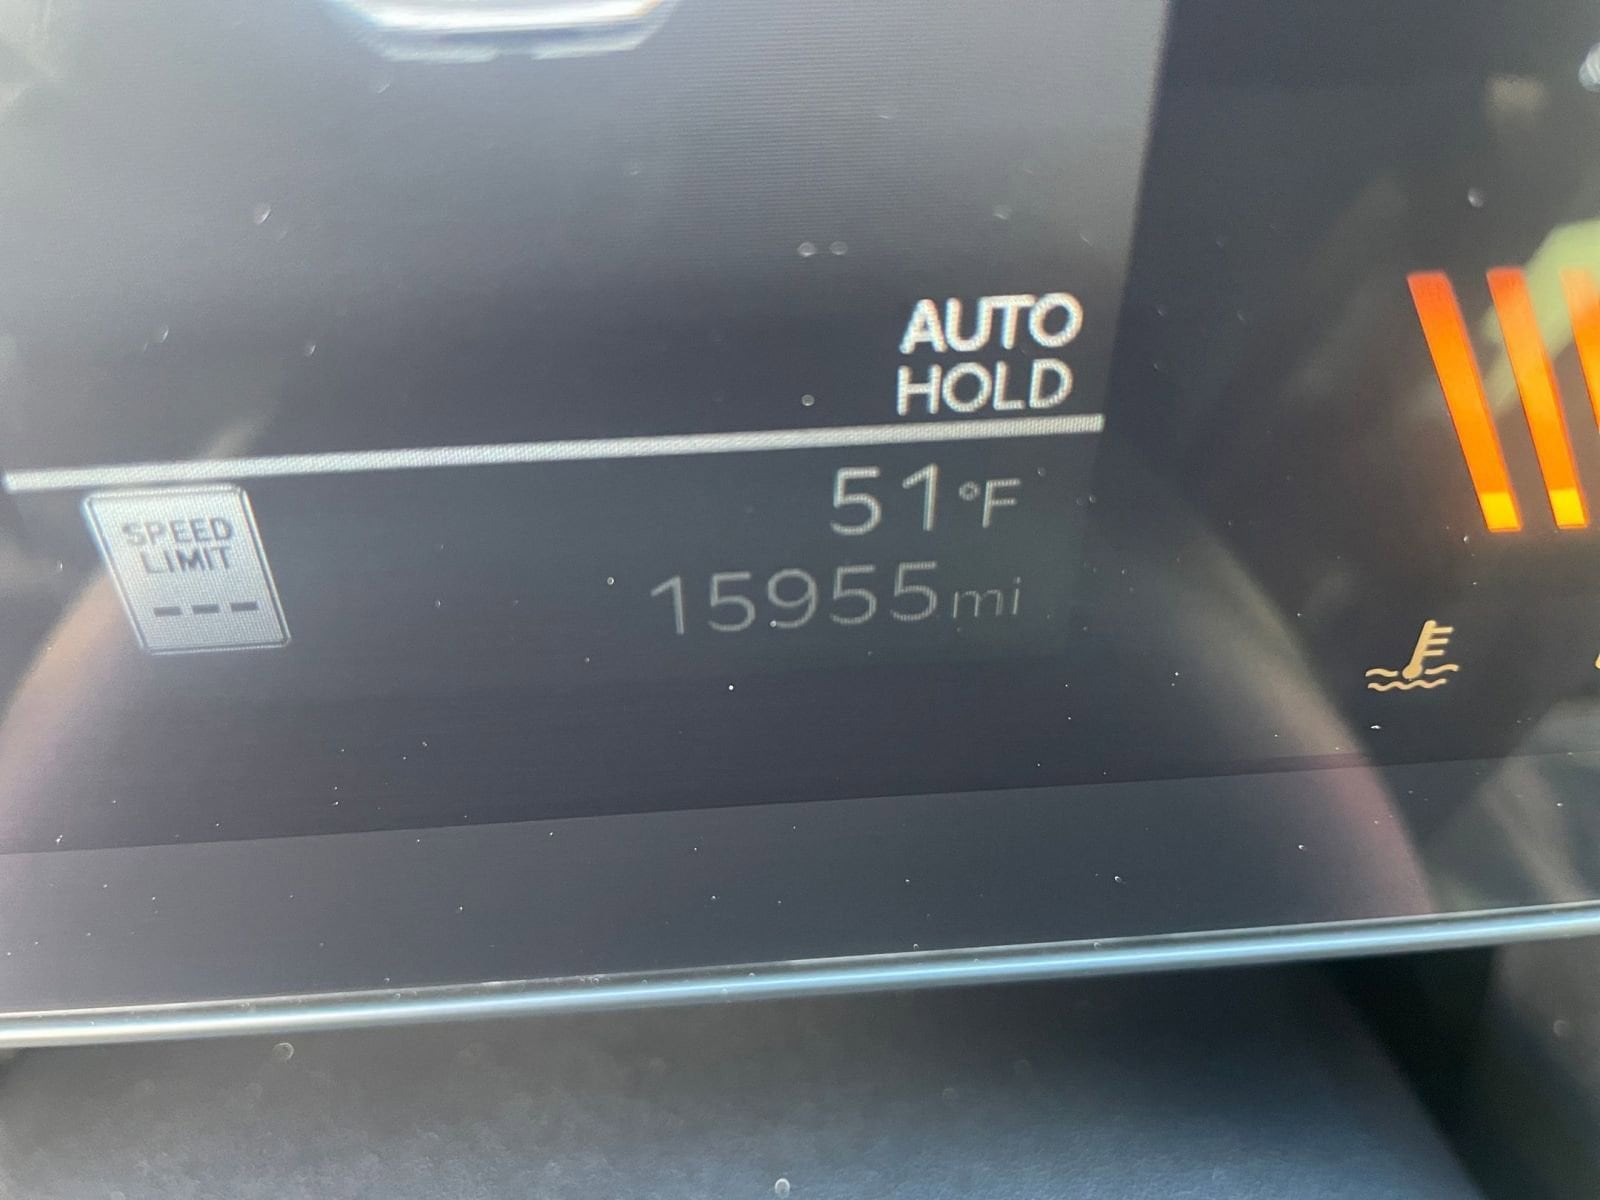 AUTO
HOLD
51°F
SPEED
LIMIT
---
15955mi